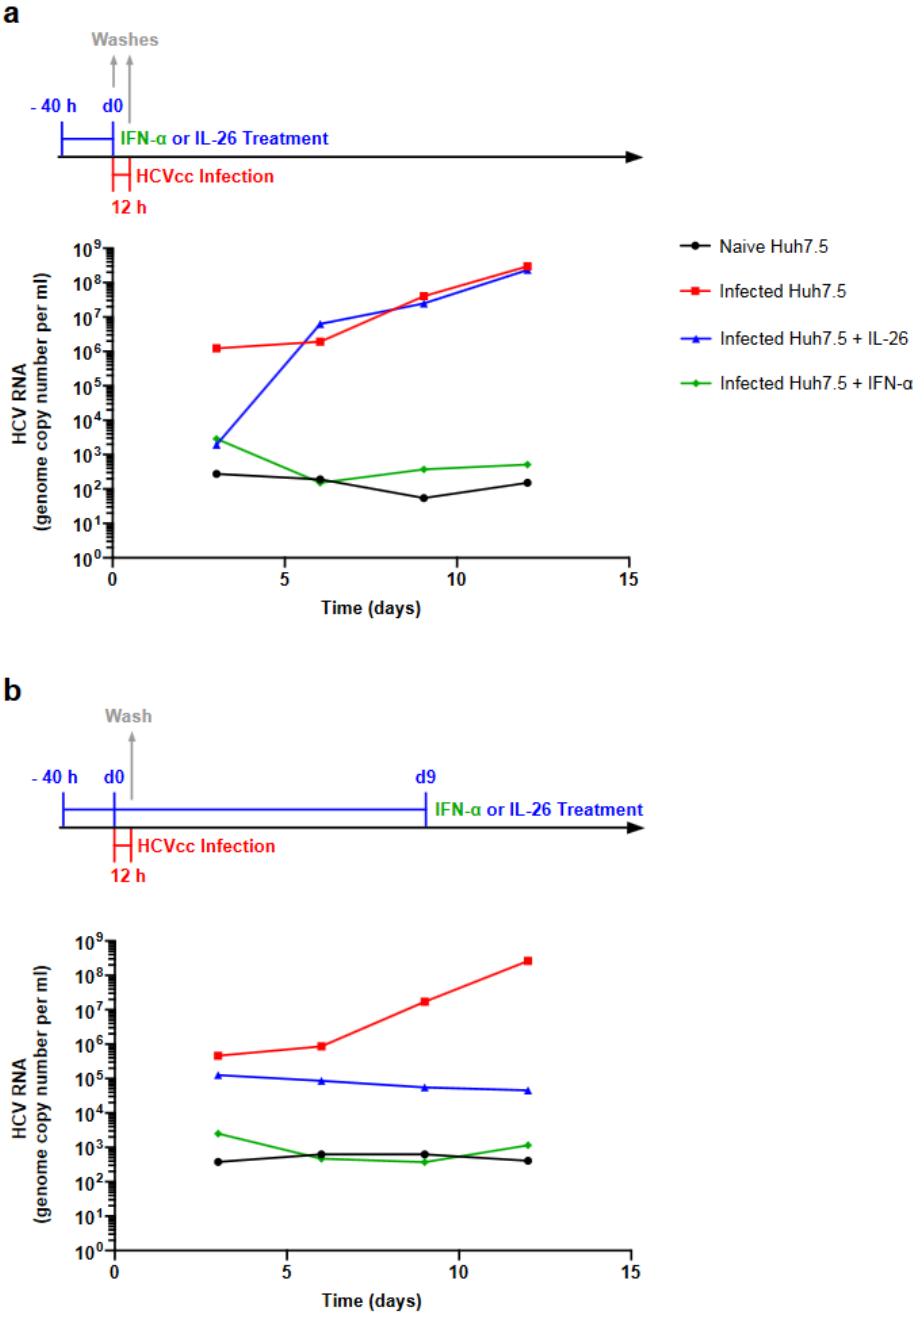 a
Washes
- 40 h d0
IFN-α or IL-26 Treatment
HCVcc Infection
12 h
HCV RNA
(genome copy number per ml)
10⁹
10⁸
10⁷
10⁶
10⁵
10⁴
10³
10²
10¹
10⁰
0 5 10 15
Time (days)
Naive Huh7.5
Infected Huh7.5
Infected Huh7.5 + IL-26
Infected Huh7.5 + IFN-α
b
Wash
- 40 h d0 d9
IFN-α or IL-26 Treatment
HCVcc Infection
12 h
HCV RNA
(genome copy number per ml)
10⁹
10⁸
10⁷
10⁶
10⁵
10⁴
10³
10²
10¹
10⁰
0 5 10 15
Time (days)